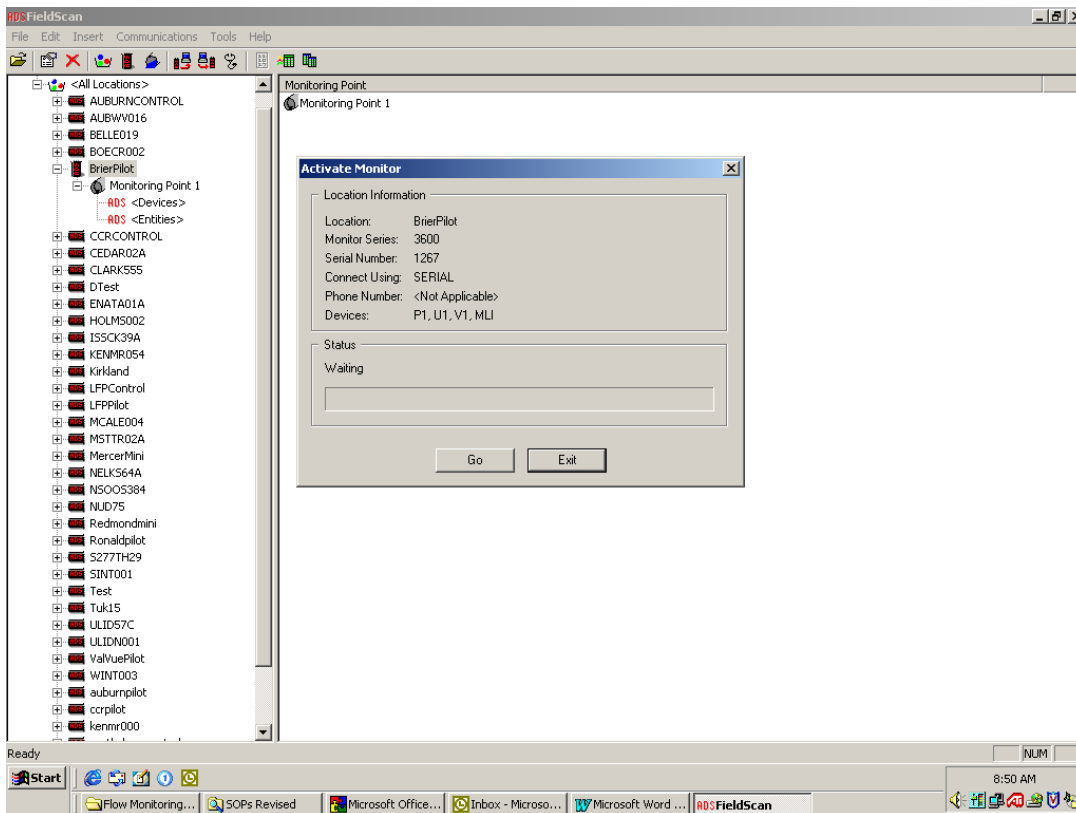 ADSFieldScan
File Edit Insert Communications Tools Help
<All Locations>
AUBURNCONTROL
AUBWV016
BELLE019
BOECR002
BrierPilot
Monitoring Point 1
ADS <Devices>
ADS <Entities>
CCRCONTROL
CEDAR02A
CLARK555
DTest
ENATA01A
HOLMS002
ISSCK39A
KENMR054
Kirkland
LFPControl
LFPPilot
MCALE004
MSTTR02A
MercerMini
NELKS64A
NSOOS384
NUD75
Redmondmini
Ronaldpilot
S277TH29
SINT001
Test
Tuk15
ULID57C
ULIDN001
ValVuePilot
WINT003
auburnpilot
ccrpilot
kenmr000
Monitoring Point
Monitoring Point 1
Activate Monitor
Location Information
Location: BrierPilot
Monitor Series: 3600
Serial Number: 1267
Connect Using: SERIAL
Phone Number: <Not Applicable>
Devices: P1, U1, V1, MLI
Status
Waiting
Go Exit
Ready NUM
Start 8:50 AM
Flow Monitoring... SOPs Revised Microsoft Office... Inbox - Microso... Microsoft Word ... ADSFieldScan